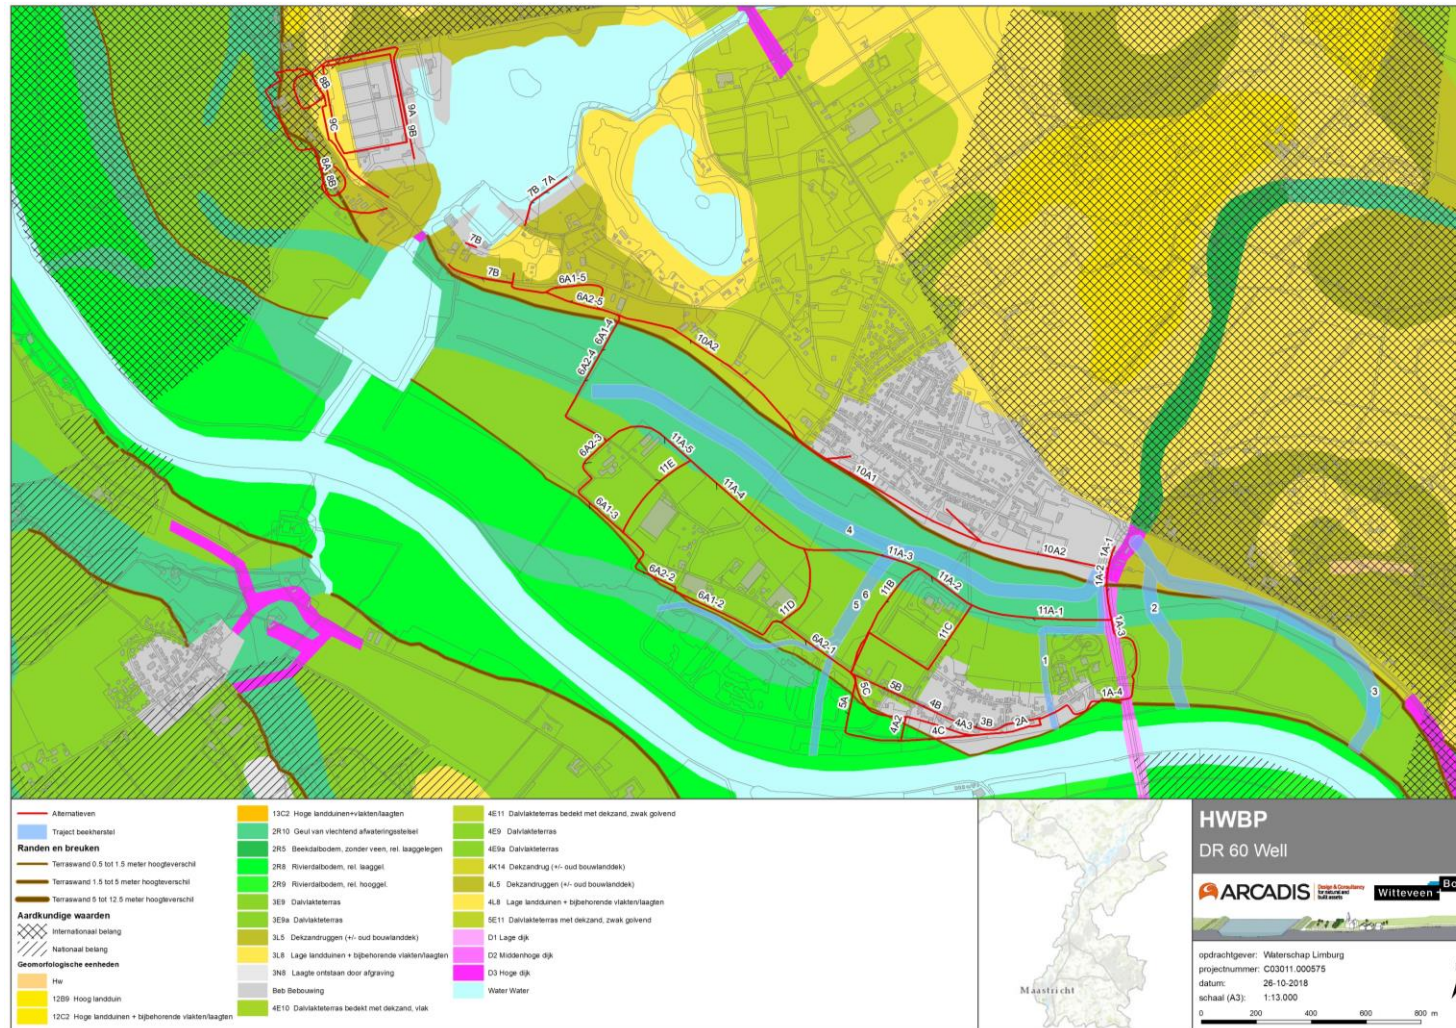 8B
9C
9A
9B
8A
8B
7A
7B
7B
7B
6A1-5
6A2-5
6A1-4
6A2-4
10A2
6A2-3
11A-5
11E
11A-4
10A1
6A1-3
4
11A-3
10A2
1A-1
1A-2
11A-2
6A2-2
6A1-2
11B
6
5
11D
11A-1
2
1A-3
11C
6A2-1
1
5C
5B
5A
4B
4A2
4C
4A3
3B
2A
1A-4
3
Alternatieven
Traject beekherstel
Randen en breuken
Terraswand 0.5 tot 1.5 meter hoogteverschil
Terraswand 1.5 tot 5 meter hoogteverschil
Terraswand 5 tot 12.5 meter hoogteverschil
Aardkundige waarden
Internationaal belang
Nationaal belang
Geomorfologische eenheden
Hw
12B9 Hoog landduin
12C2 Hoge landduinen + bijbehorende vlakten/laagten
13C2 Hoge landduinen+vlakten/laagten
2R10 Geul van vlechtend afwateringsstelsel
2R5 Beekdalbodem, zonder veen, rel. laaggelegen
2R8 Rivierdalbodem, rel. laaggel.
2R9 Rivierdalbodem, rel. hooggel.
3E9 Dalvlakteterras
3E9a Dalvlakteterras
3L5 Dekzandruggen (+/- oud bouwlanddek)
3L8 Lage landduinen + bijbehorende vlakten/laagten
3N8 Laagte ontstaan door afgraving
Beb Bebouwing
4E10 Dalvlakteterras bedekt met dekzand, vlak
4E11 Dalvlakteterras bedekt met dekzand, zwak golvend
4E9 Dalvlakteterras
4E9a Dalvlakteterras
4K14 Dekzandrug (+/- oud bouwlanddek)
4L5 Dekzandruggen (+/- oud bouwlanddek)
4L8 Lage landduinen + bijbehorende vlakten/laagten
5E11 Dalvlakteterras met dekzand, zwak golvend
D1 Lage dijk
D2 Middenhoge dijk
D3 Hoge dijk
Water Water
Maastricht
HWBP
DR 60 Well
ARCADIS Design & Consultancy for natural and built assets
Witteveen + Bo
opdrachtgever: Waterschap Limburg
projectnummer: C03011.000575
datum: 26-10-2018
schaal (A3): 1:13.000
0 200 400 600 800 m